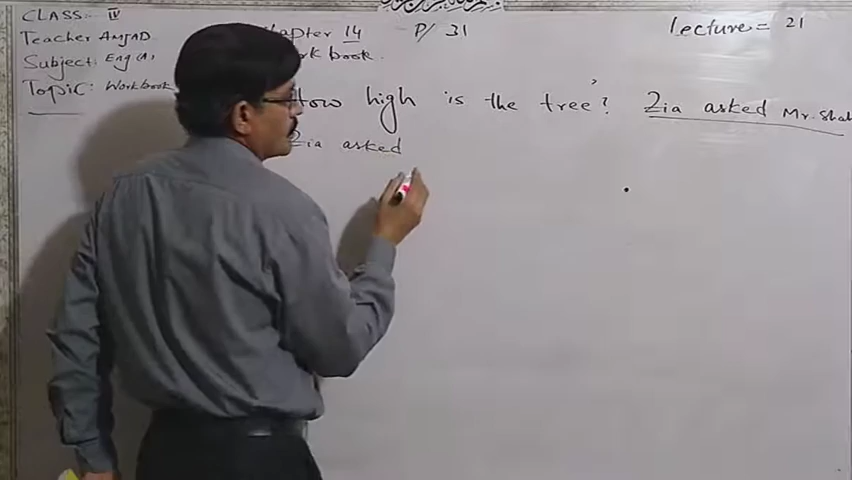 CLASS:- IV
Teacher AMJAD
Subject: Eng (A)
Topic: Workbook
Chapter 14 P/ 31
Lecture = 21
How high is the tree? Zia asked Mr. Shah
Zia asked